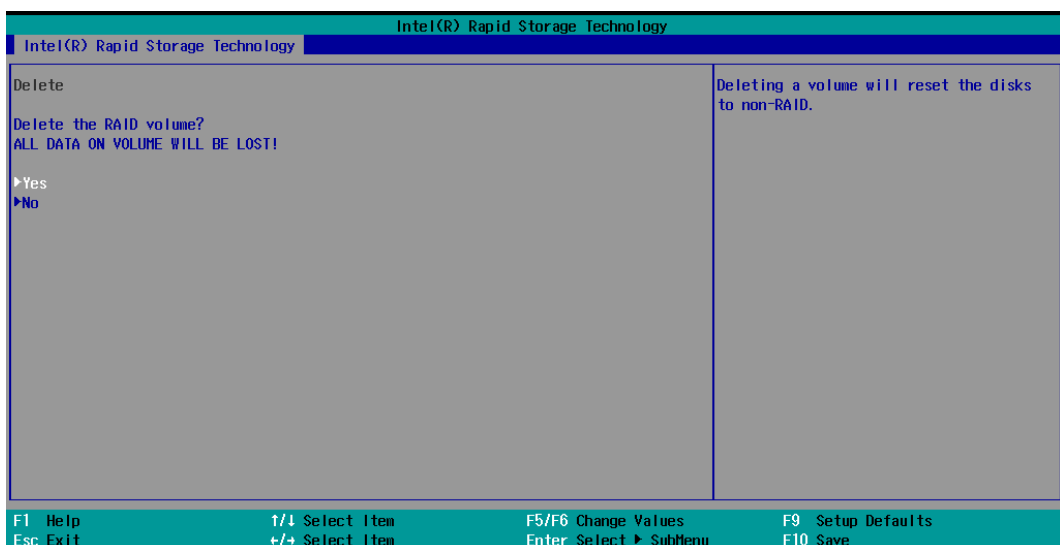 Intel(R) Rapid Storage Technology
Intel(R) Rapid Storage Technology
Delete
Delete the RAID volume?
ALL DATA ON VOLUME WILL BE LOST!
▶Yes
▶No
Deleting a volume will reset the disks
to non-RAID.
F1 Help ↑/↓ Select Item F5/F6 Change Values F9 Setup Defaults
Esc Exit ←/→ Select Item Enter Select ▶ SubMenu F10 Save